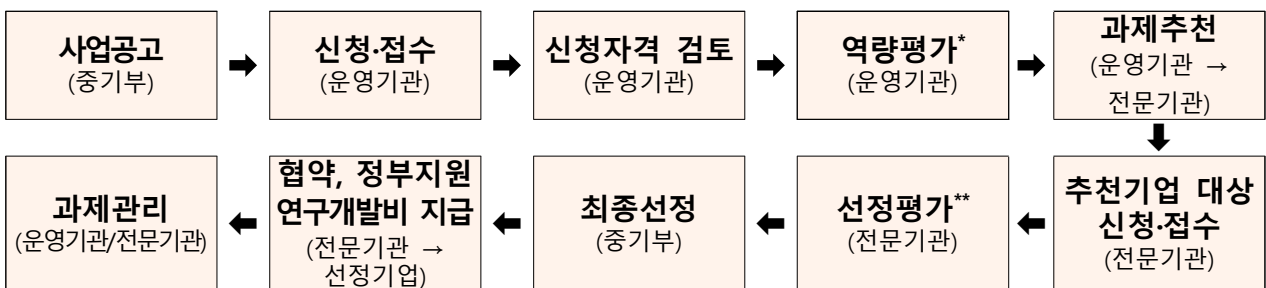 사업공고
(중기부)
신청·접수
(운영기관)
신청자격 검토
(운영기관)
역량평가*
(운영기관)
과제추천
(운영기관 →
전문기관)
추천기업 대상
신청·접수
(전문기관)
선정평가**
(전문기관)
최종선정
(중기부)
협약, 정부지원
연구개발비 지급
(전문기관 →
선정기업)
과제관리
(운영기관/전문기관)